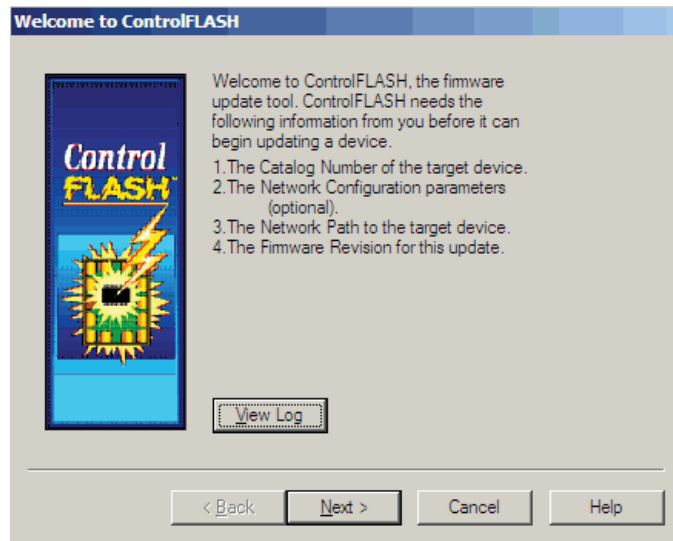 Welcome to ControlFLASH
Control
FLASH™
Welcome to ControlFLASH, the firmware
update tool. ControlFLASH needs the
following information from you before it can
begin updating a device.
1.The Catalog Number of the target device.
2.The Network Configuration parameters
(optional).
3.The Network Path to the target device.
4.The Firmware Revision for this update.
View Log
< Back
Next >
Cancel
Help